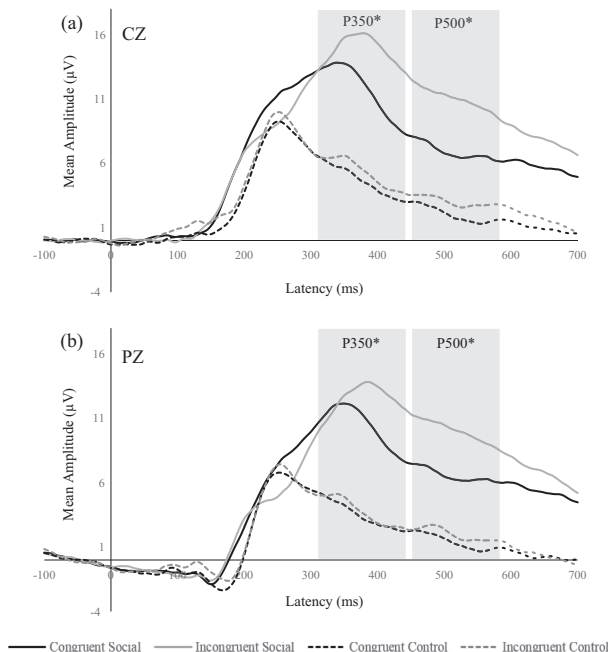 (a)
CZ
P350*
P500*
Mean Amplitude (µV)
16
11
6
1
-4
-100 0 100 200 300 400 500 600 700
Latency (ms)
(b)
PZ
P350*
P500*
Mean Amplitude (µV)
16
11
6
1
-4
-100 0 100 200 300 400 500 600 700
Latency (ms)
Congruent Social Incongruent Social Congruent Control Incongruent Control